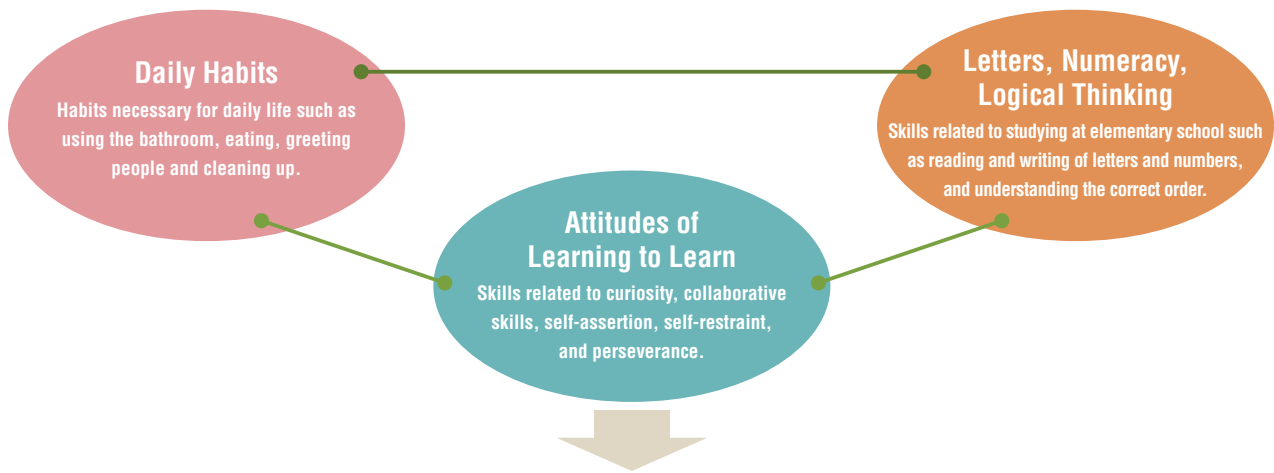 Daily Habits
Habits necessary for daily life such as
using the bathroom, eating, greeting
people and cleaning up.
Letters, Numeracy,
Logical Thinking
Skills related to studying at elementary school such
as reading and writing of letters and numbers,
and understanding the correct order.
Attitudes of
Learning to Learn
Skills related to curiosity, collaborative
skills, self-assertion, self-restraint,
and perseverance.